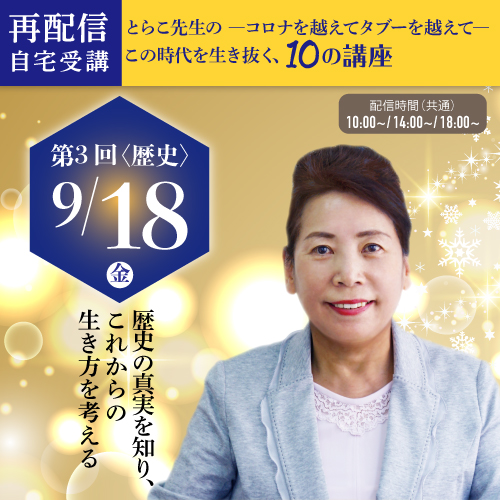 再配信
自宅受講
とらこ先生の ―コロナを越えてタブーを越えて―
この時代を生き抜く、10の講座
配信時間（共通）
10:00~/14:00~/18:00~
第3回〈歴史〉
9/18
金
歴史の真実を知り、
これからの
生き方を考える